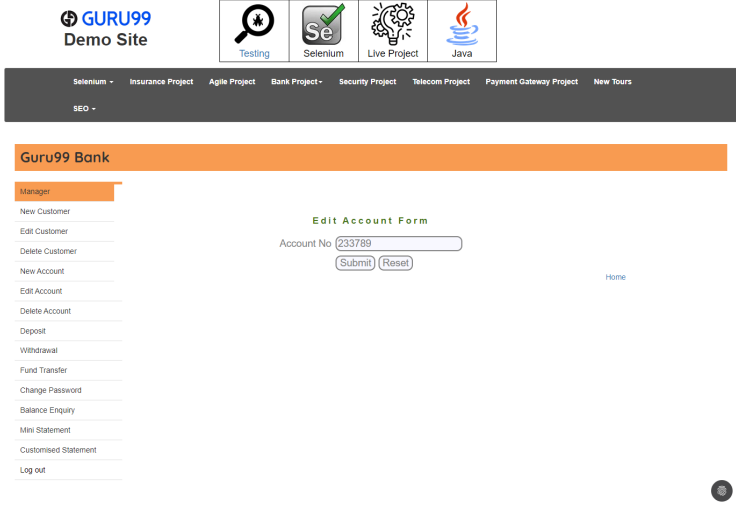 GURU99
Demo Site
Testing
Selenium
Live Project
Java
Selenium
Insurance Project
Agile Project
Bank Project
Security Project
Telecom Project
Payment Gateway Project
New Tours
SEO
Guru99 Bank
Manager
New Customer
Edit Customer
Delete Customer
New Account
Edit Account
Delete Account
Deposit
Withdrawal
Fund Transfer
Change Password
Balance Enquiry
Mini Statement
Customised Statement
Log out
Edit Account Form
Account No 233789
Submit Reset
Home